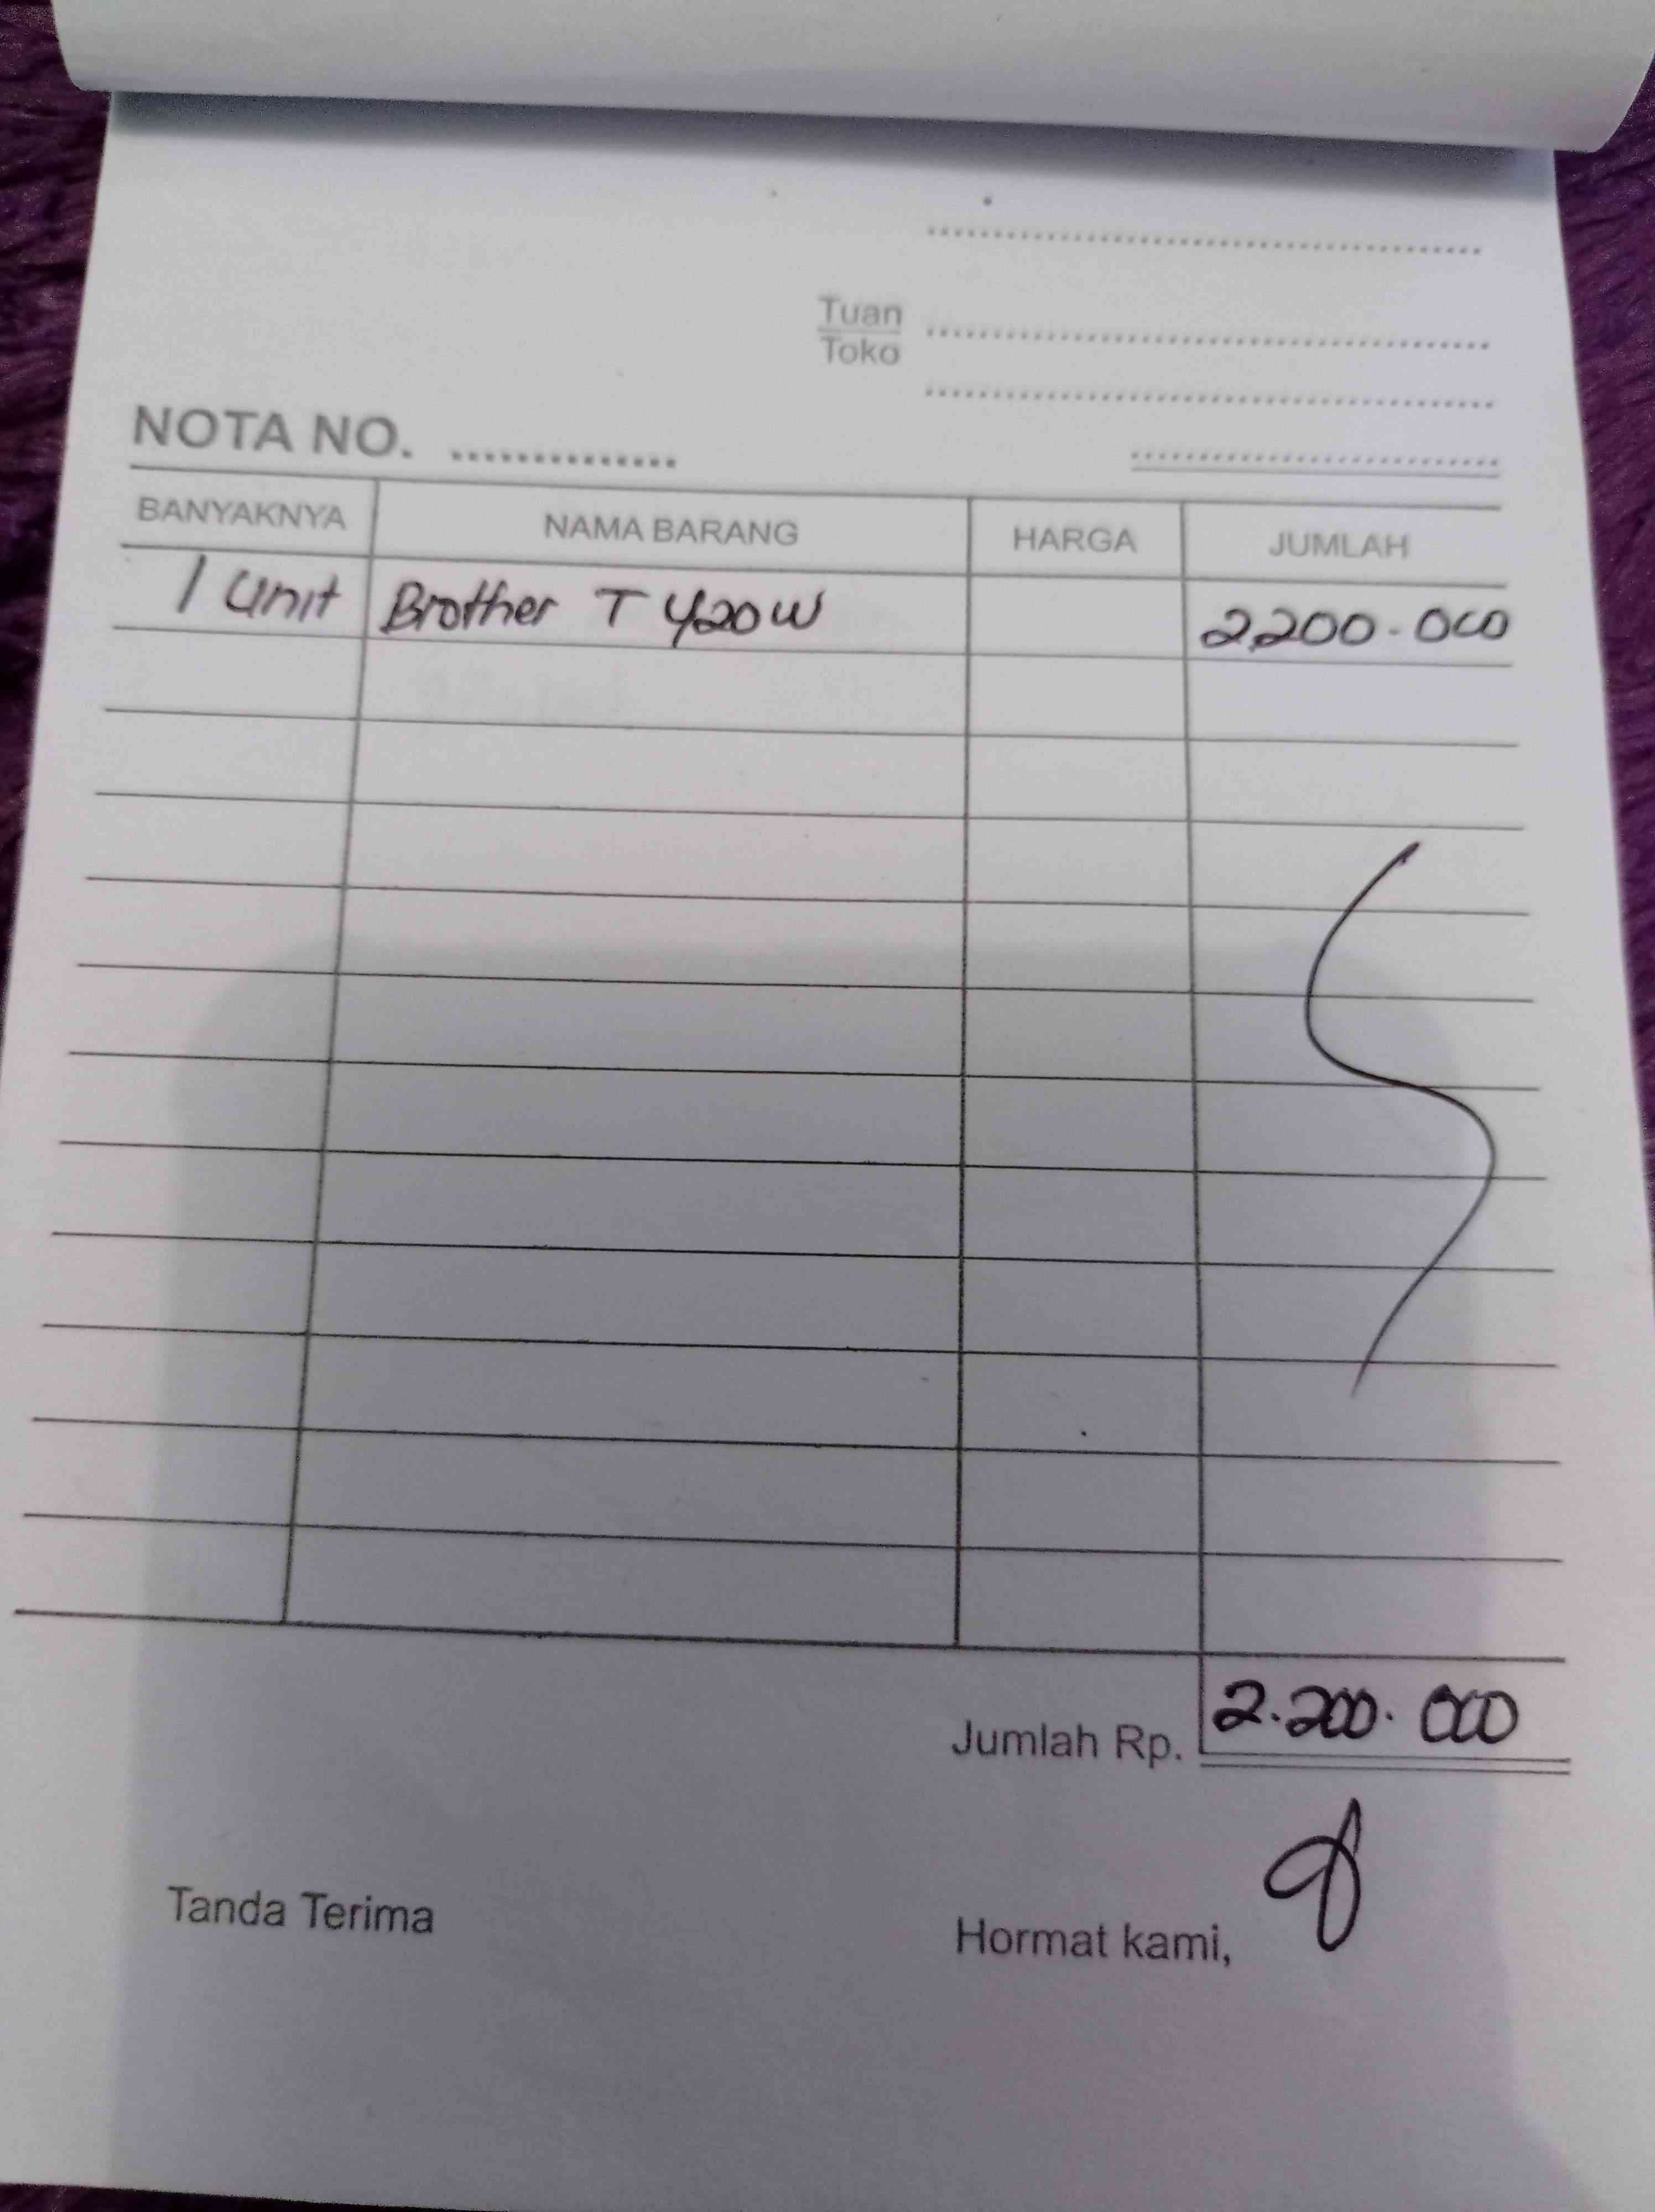 Tuan
Toko
NOTA NO. ...............
BANYAKNYA NAMA BARANG HARGA JUMLAH
1 Unit Brother T 420W 2.200.000
Jumlah Rp. 2.200.000
Tanda Terima Hormat kami,